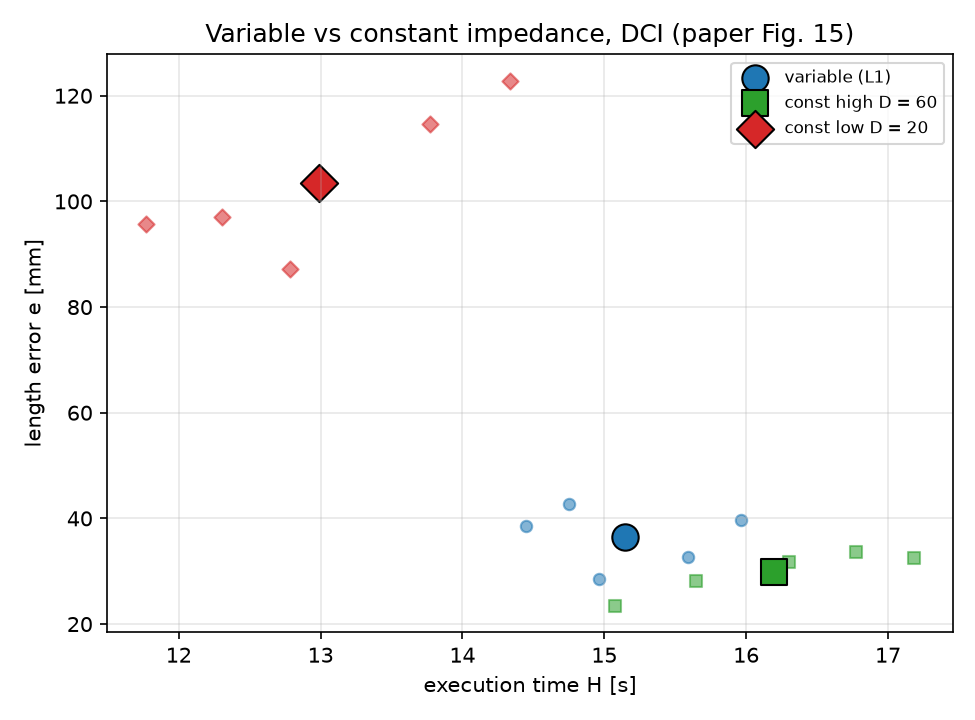 Variable vs constant impedance, DCI (paper Fig. 15)
variable (L1)
const high D = 60
const low D = 20
length error e [mm]
120
100
80
60
40
20
12
13
14
15
16
17
execution time H [s]